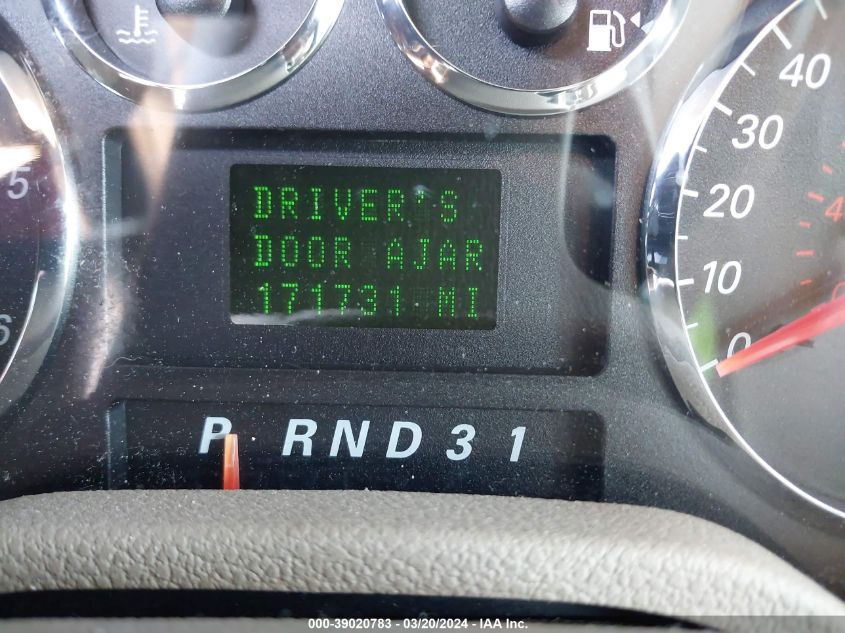 40
30
20
10
0
5
6
DRIVER'S
DOOR AJAR
171731 MI
P RND31
000-39020783 - 03/20/2024 - IAA Inc.